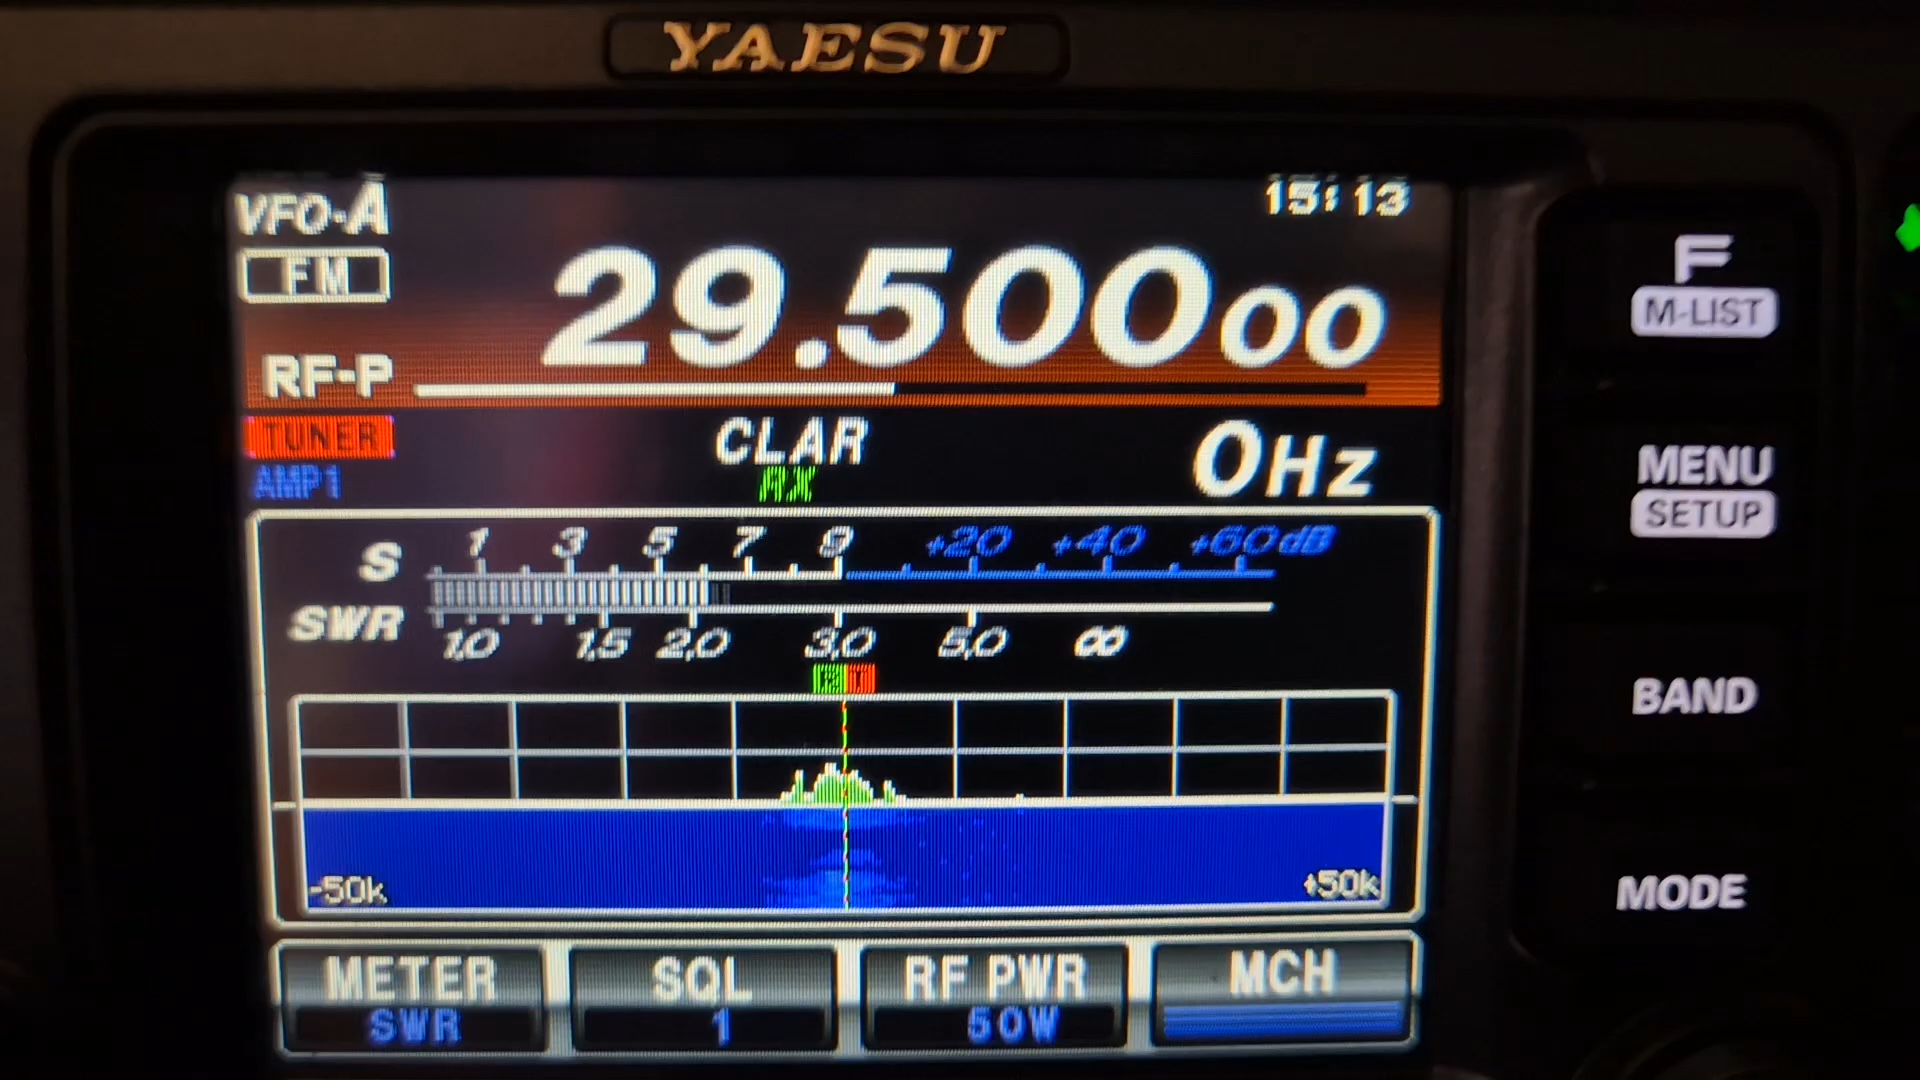 YAESU
VFO-A
15:13
FM
29.500 00
RF-P
TUNER
CLAR
0Hz
AMP1
RX
S 1 3 5 7 9 +20 +40 +60dB
SWR 1,0 1,5 2,0 3,0 5,0 ∞
R T
-50k
+50k
METER
SQL
RF PWR
MCH
SWR
1
50W
F
M-LIST
MENU
SETUP
BAND
MODE